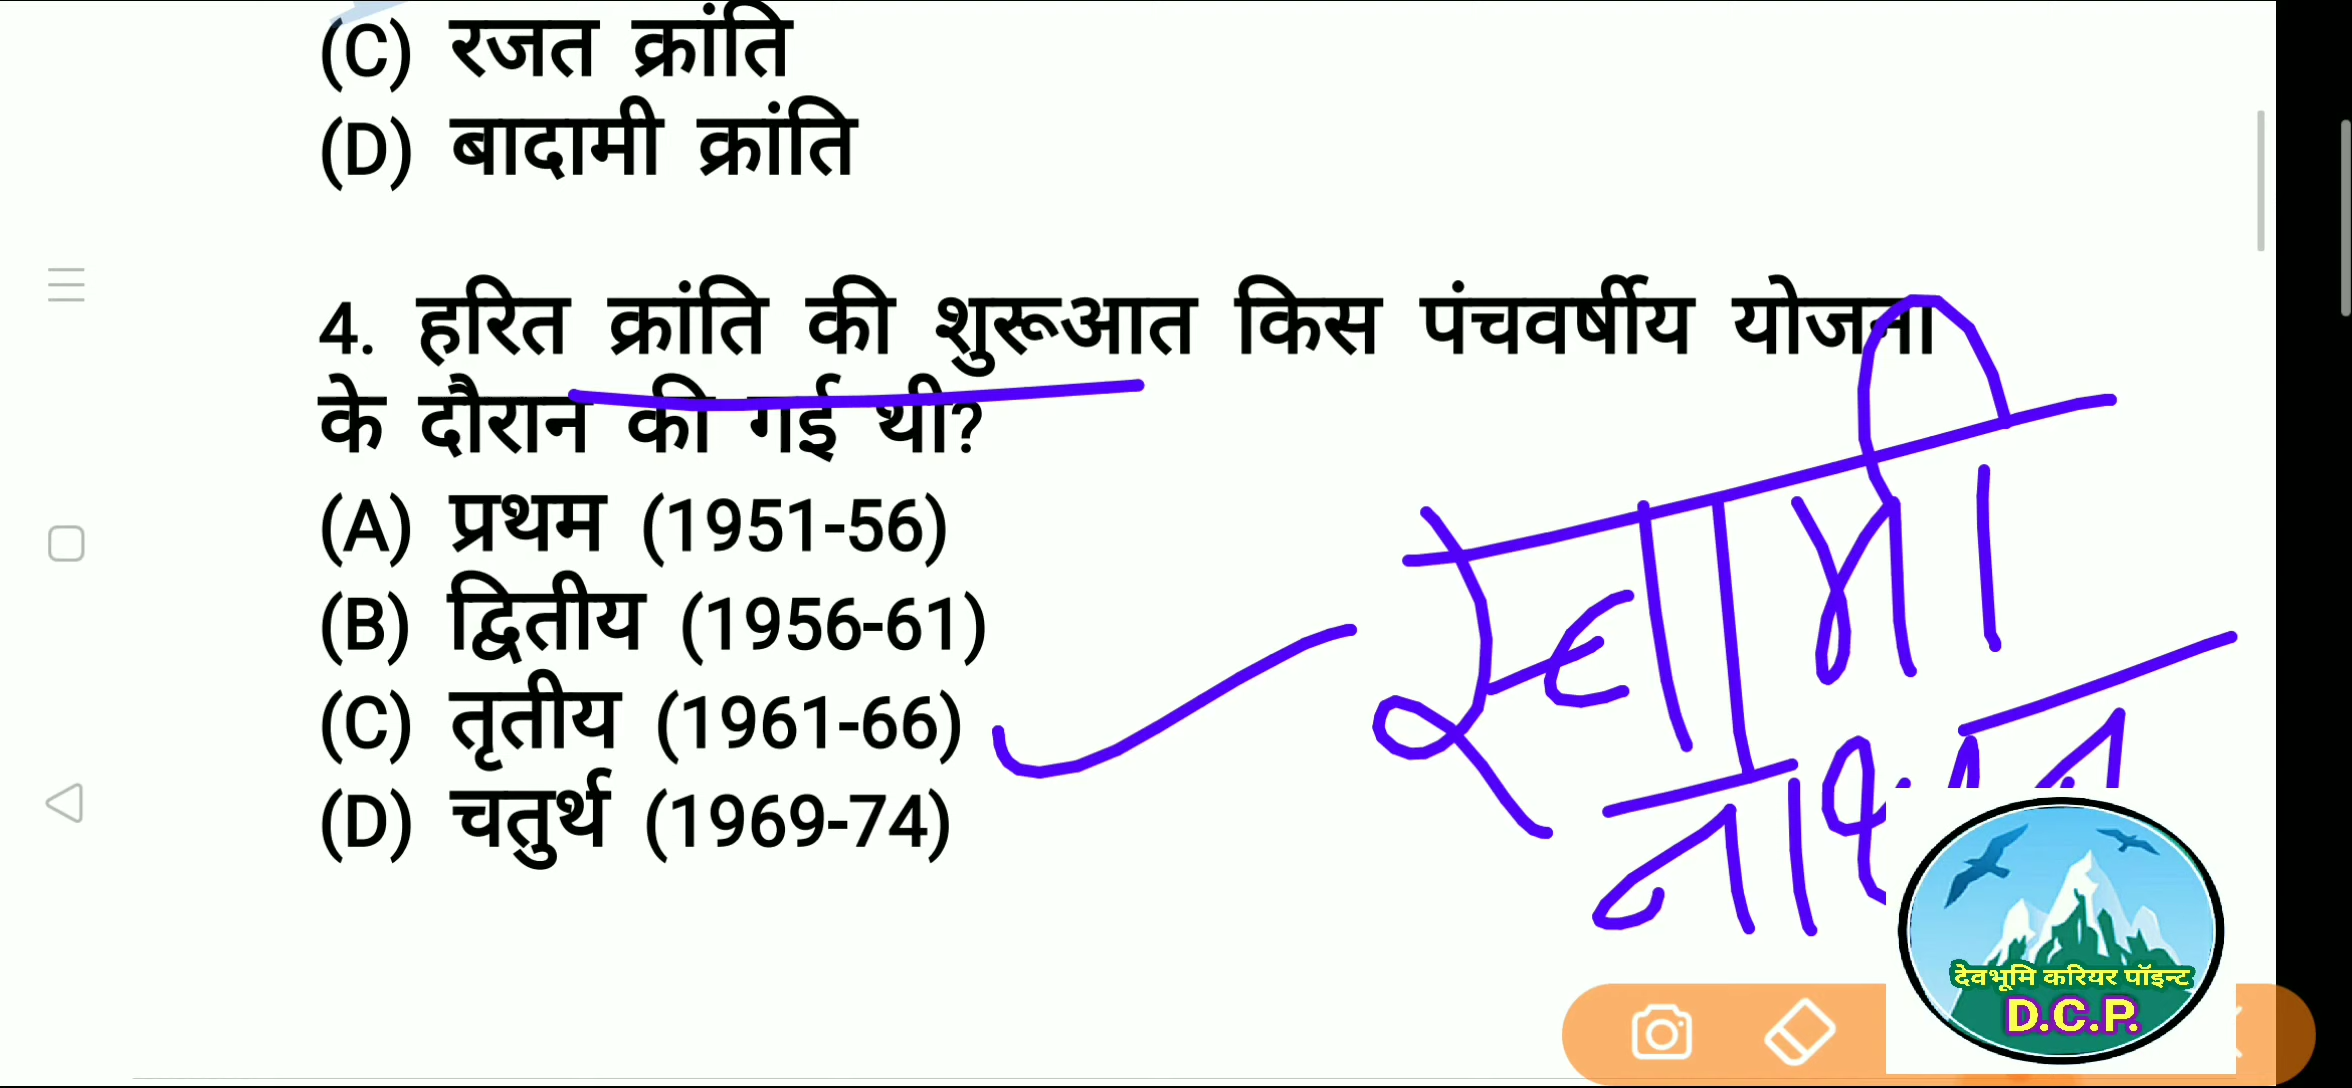 (C) रजत क्रांति
(D) बादामी क्रांति
4. हरित क्रांति की शुरूआत किस पंचवर्षीय योजना
के दौरान की गई थी?
(A) प्रथम (1951-56)
(B) द्वितीय (1956-61)
(C) तृतीय (1961-66)
(D) चतुर्थ (1969-74)
देवभूमि करियर पॉइन्ट
D.C.P.